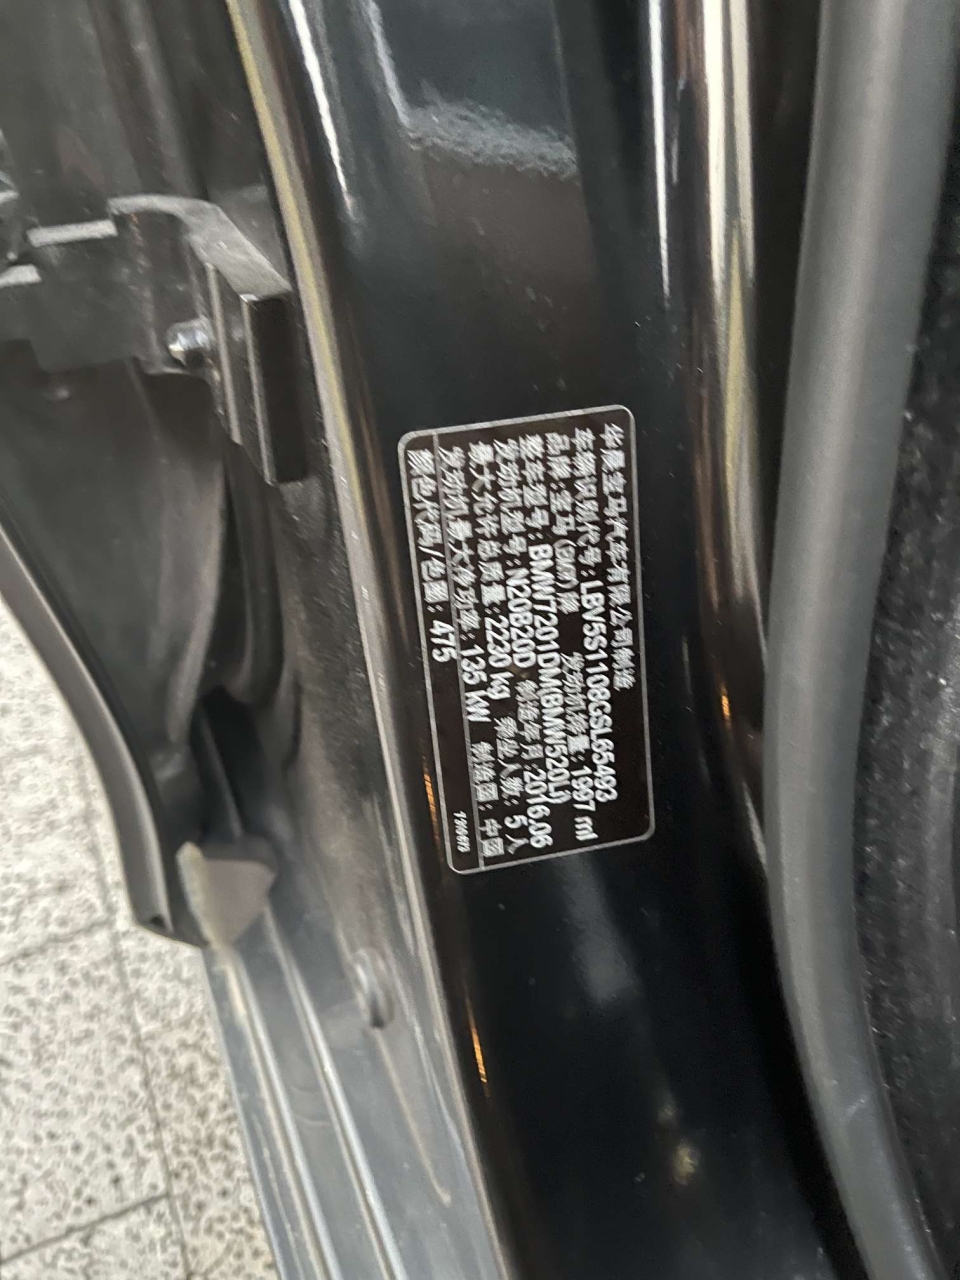 华晨宝马汽车有限公司制造
车辆识别代号:LBV5S1108GSL65493
品牌:宝马(BMW)牌 发动机排量:1997 ml
整车型号:BMW7201DMBMW520Li)
发动机型号:N20B20D 制造年月:2016.06
最大允许总质量:2230 kg 乘坐人数:5 人
发动机最大净功率:135 kW 制造国:中国
颜色代码/色号:475